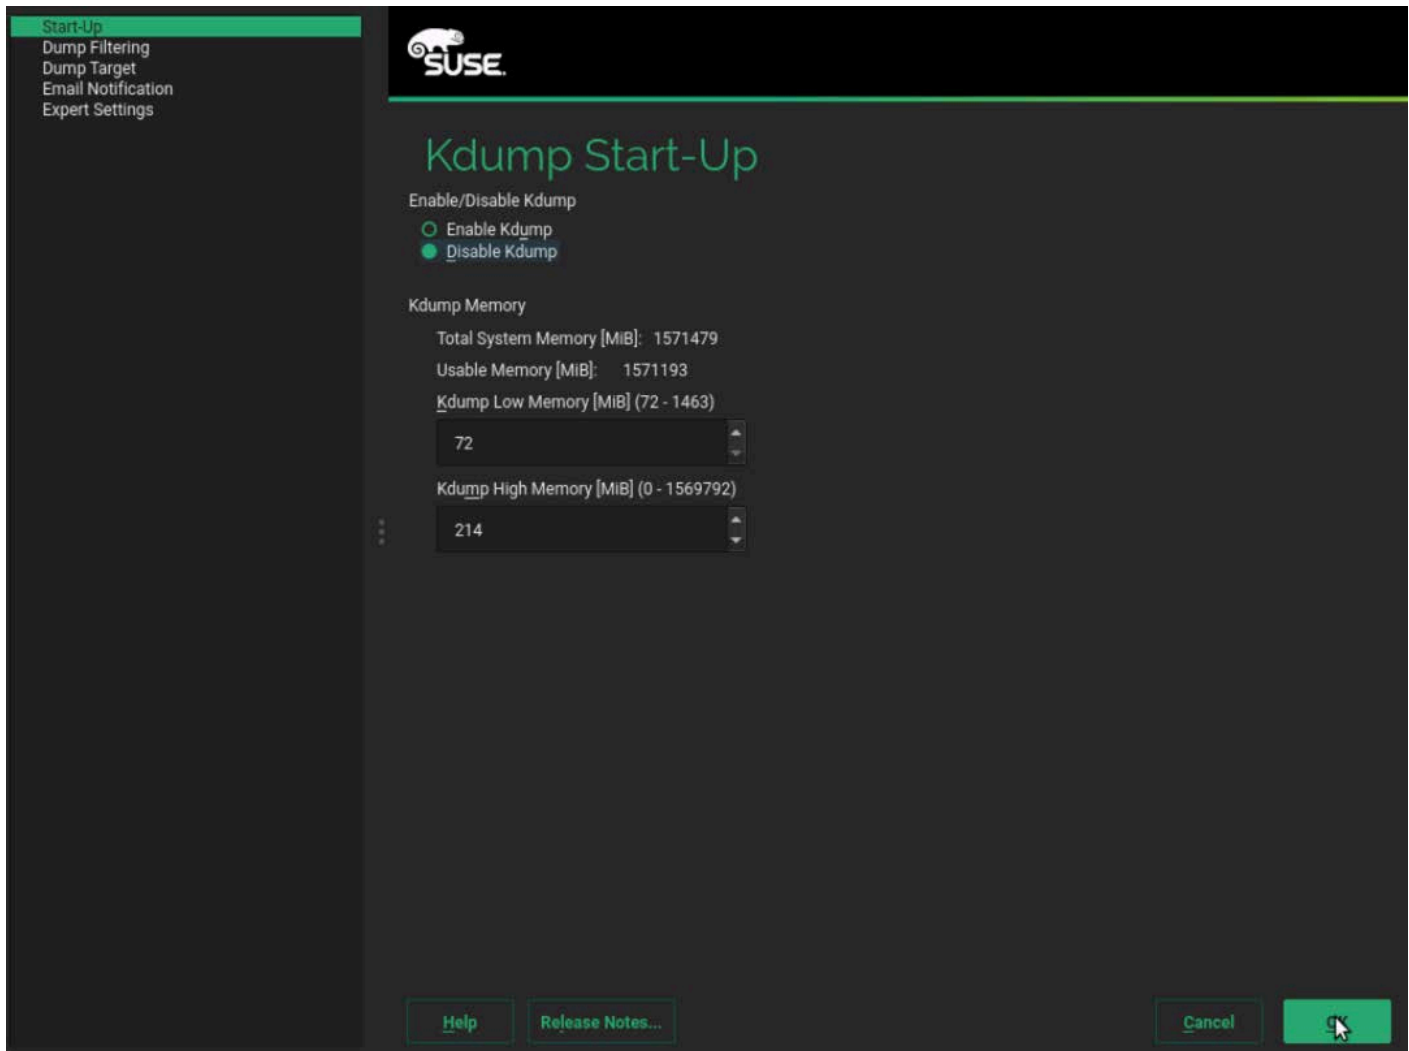 Start-Up
Dump Filtering
Dump Target
Email Notification
Expert Settings
SUSE.
Kdump Start-Up
Enable/Disable Kdump
Enable Kdump
Disable Kdump
Kdump Memory
Total System Memory [MiB]: 1571479
Usable Memory [MiB]: 1571193
Kdump Low Memory [MiB] (72 - 1463)
72
Kdump High Memory [MiB] (0 - 1569792)
214
Help
Release Notes...
Cancel